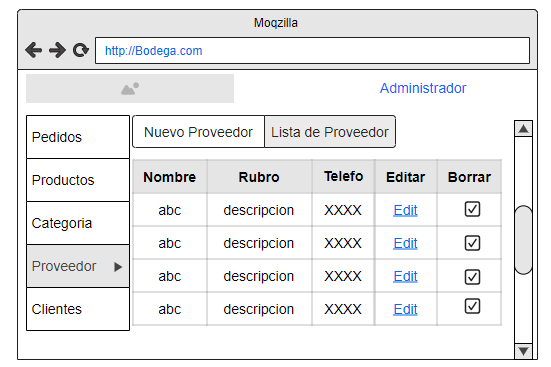 Moqzilla
http://Bodega.com
Administrador
Pedidos
Productos
Categoria
Proveedor
Clientes
Nuevo Proveedor Lista de Proveedor
Nombre Rubro Telefo Editar Borrar
abc descripcion XXXX Edit
abc descripcion XXXX Edit
abc descripcion XXXX Edit
abc descripcion XXXX Edit